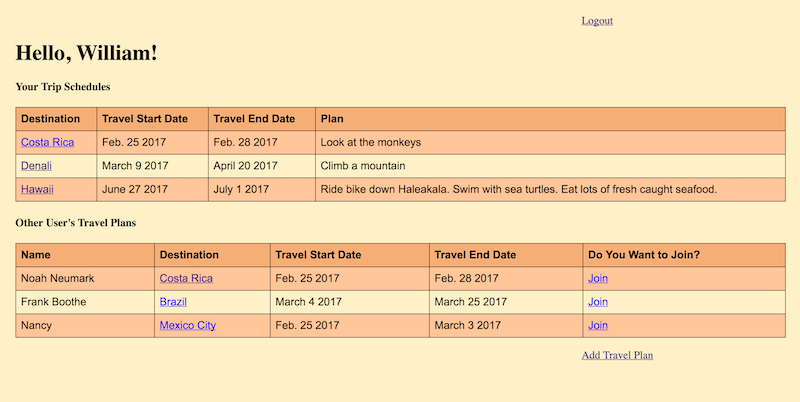 Logout
Hello, William!
Your Trip Schedules
Destination Travel Start Date Travel End Date Plan
Costa Rica Feb. 25 2017 Feb. 28 2017 Look at the monkeys
Denali March 9 2017 April 20 2017 Climb a mountain
Hawaii June 27 2017 July 1 2017 Ride bike down Haleakala. Swim with sea turtles. Eat lots of fresh caught seafood.
Other User's Travel Plans
Name Destination Travel Start Date Travel End Date Do You Want to Join?
Noah Neumark Costa Rica Feb. 25 2017 Feb. 28 2017 Join
Frank Boothe Brazil March 4 2017 March 25 2017 Join
Nancy Mexico City Feb. 25 2017 March 3 2017 Join
Add Travel Plan